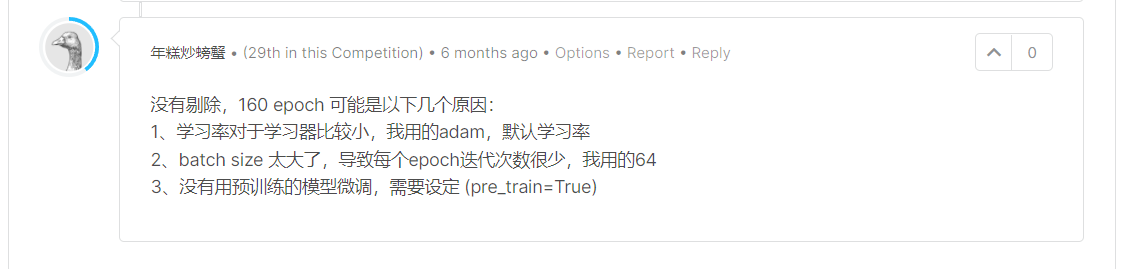 年糕炒螃蟹 • (29th in this Competition) • 6 months ago • Options • Report • Reply
0
没有剔除，160 epoch 可能是以下几个原因：
1、学习率对于学习器比较小，我用的adam，默认学习率
2、batch size 太大了，导致每个epoch迭代次数很少，我用的64
3、没有用预训练的模型微调，需要设定 (pre_train=True)